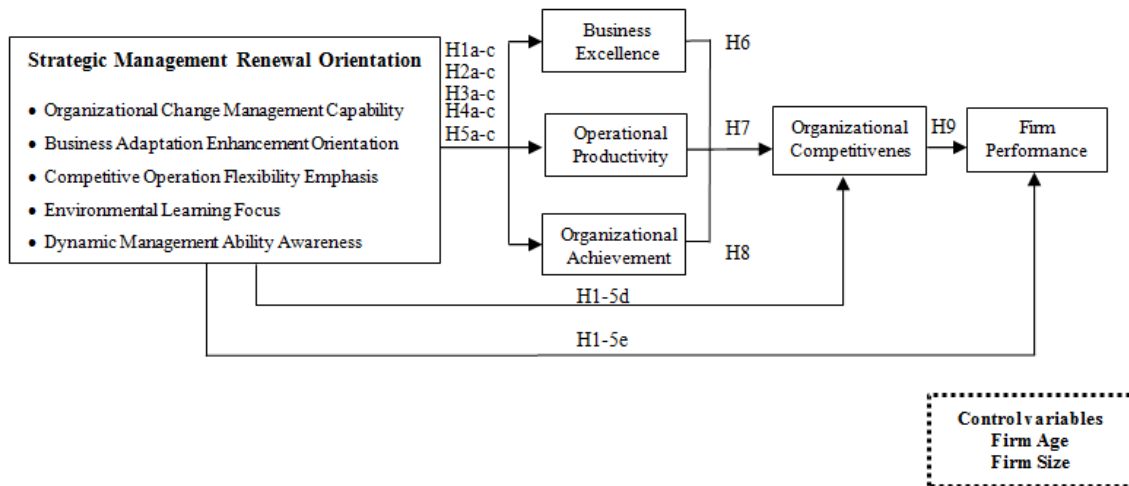 Strategic Management Renewal Orientation
• Organizational Change Management Capability
• Business Adaptation Enhancement Orientation
• Competitive Operation Flexibility Emphasis
• Environmental Learning Focus
• Dynamic Management Ability Awareness
H1a-c
H2a-c
H3a-c
H4a-c
H5a-c
Business
Excellence
Operational
Productivity
Organizational
Achievement
H6
H7
H8
Organizational
Competitivenes
H9
Firm
Performance
H1-5d
H1-5e
Control variables
Firm Age
Firm Size